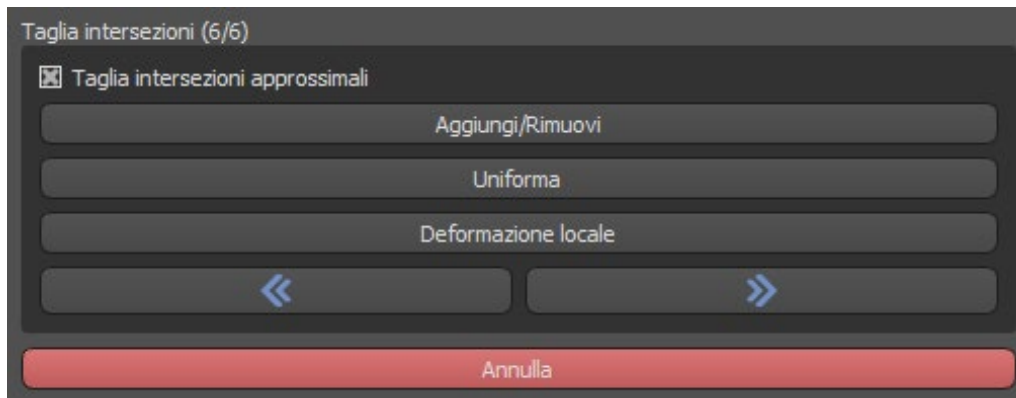 Taglia intersezioni (6/6)
Taglia intersezioni approssimali
Aggiungi/Rimuovi
Uniforma
Deformazione locale
Annulla